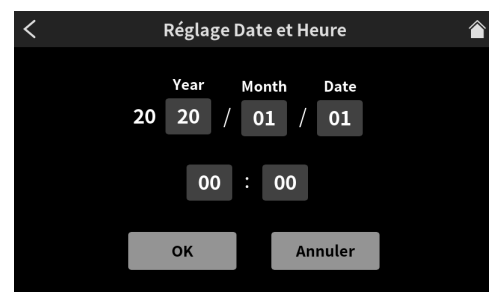 Réglage Date et Heure
Year Month Date
20 20 / 01 / 01
00 : 00
OK Annuler